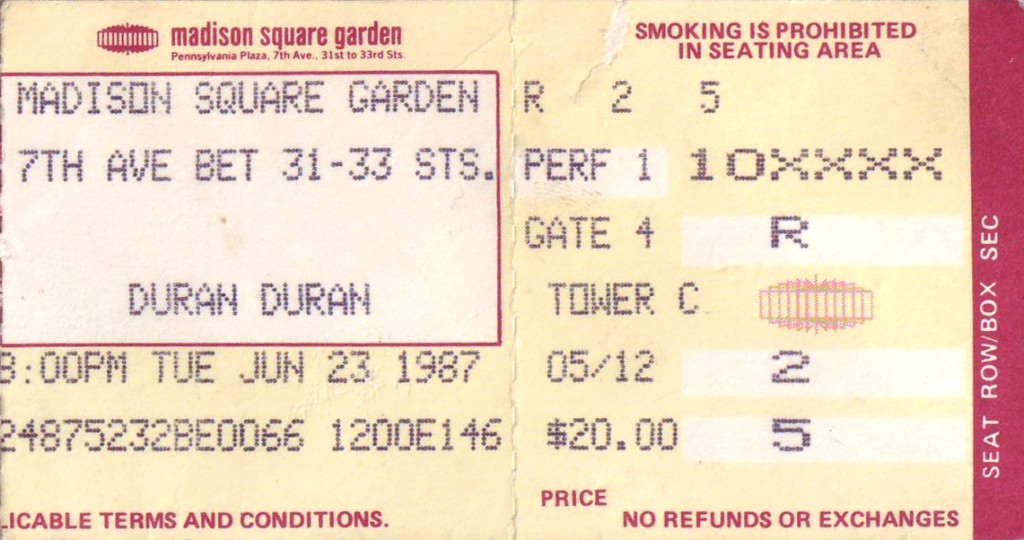 madison square garden
Pennsylvania Plaza, 7th Ave., 31st to 33rd Sts.
MADISON SQUARE GARDEN
7TH AVE BET 31-33 STS.
DURAN DURAN
8:00PM TUE JUN 23 1987
24875232BE0066 1200E146
LICABLE TERMS AND CONDITIONS.
SMOKING IS PROHIBITED
IN SEATING AREA
R 2 5
PERF 1 10XXXX
GATE 4 R
TOWER C
05/12 2
$20.00 5
PRICE
NO REFUNDS OR EXCHANGES
SEAT ROW/BOX SEC